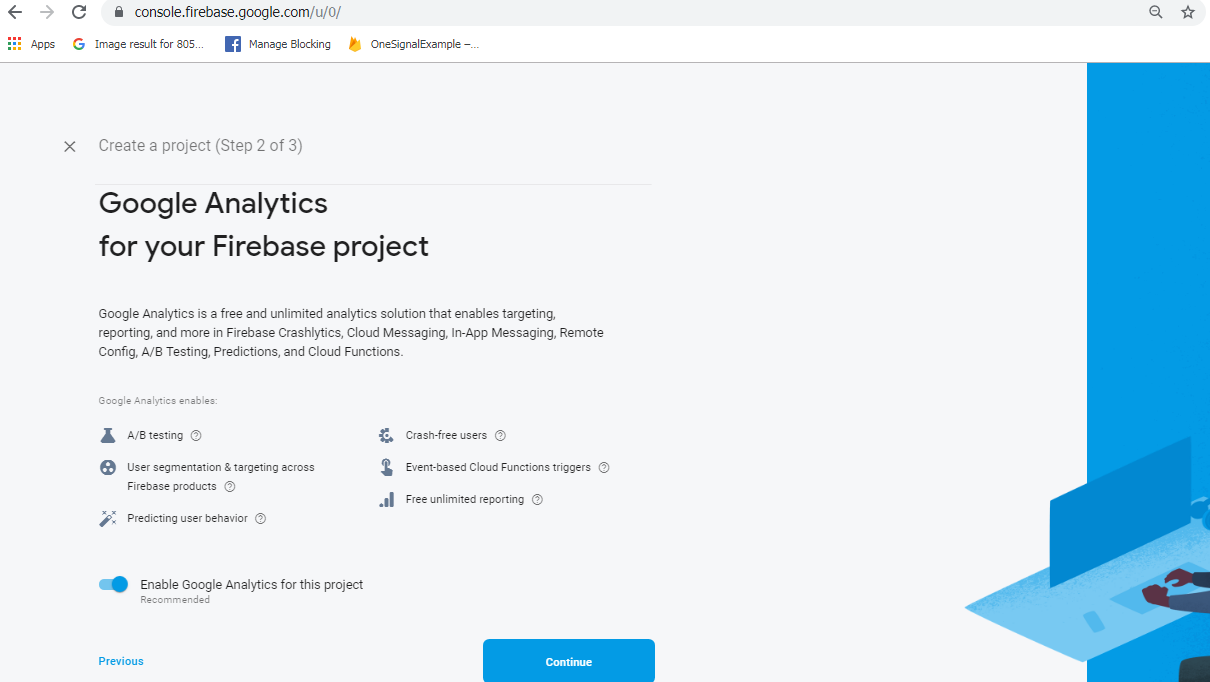 console.firebase.google.com/u/0/
Apps
Image result for 805...
Manage Blocking
OneSignalExample –...
Create a project (Step 2 of 3)
Google Analytics
for your Firebase project
Google Analytics is a free and unlimited analytics solution that enables targeting,
reporting, and more in Firebase Crashlytics, Cloud Messaging, In-App Messaging, Remote
Config, A/B Testing, Predictions, and Cloud Functions.
Google Analytics enables:
A/B testing
User segmentation & targeting across
Firebase products
Predicting user behavior
Crash-free users
Event-based Cloud Functions triggers
Free unlimited reporting
Enable Google Analytics for this project
Recommended
Previous
Continue